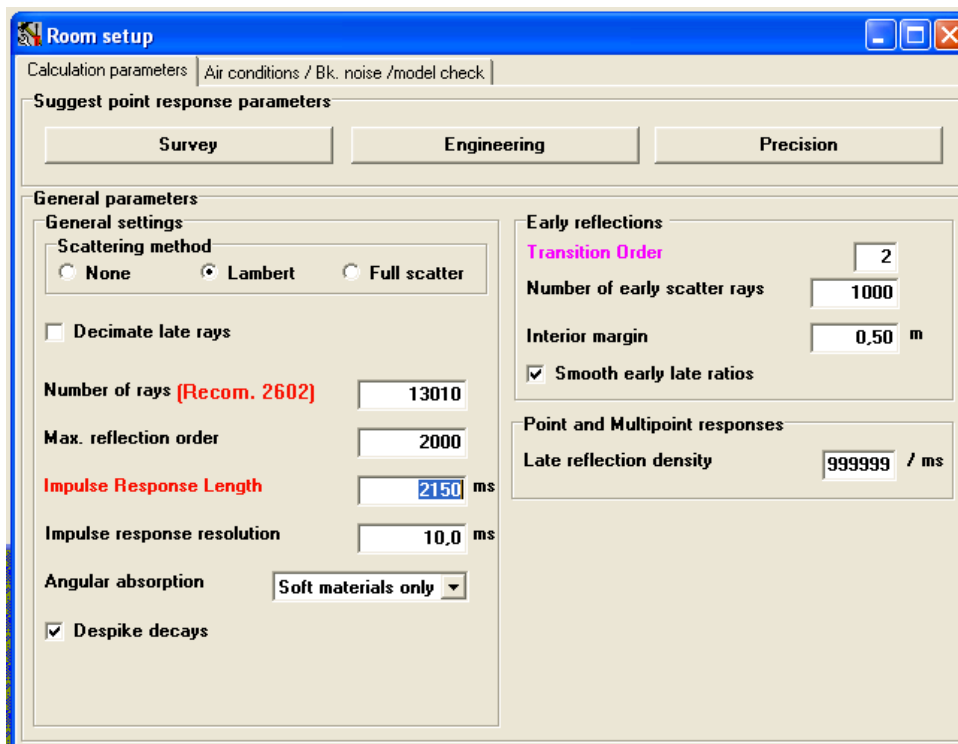 Room setup
Calculation parameters
Air conditions / Bk. noise /model check
Suggest point response parameters
Survey
Engineering
Precision
General parameters
General settings
Scattering method
None
Lambert
Full scatter
Decimate late rays
Number of rays (Recom. 2602) 13010
Max. reflection order 2000
Impulse Response Length 2150 ms
Impulse response resolution 10,0 ms
Angular absorption Soft materials only
Despike decays
Early reflections
Transition Order 2
Number of early scatter rays 1000
Interior margin 0,50 m
Smooth early late ratios
Point and Multipoint responses
Late reflection density 999999 / ms